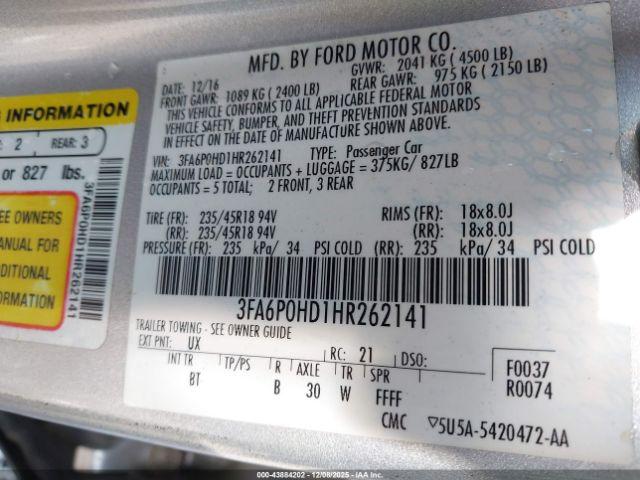 MFD. BY FORD MOTOR CO.
DATE: 12/16
GVWR: 2041 KG ( 4500 LB)
FRONT GAWR: 1089 KG ( 2400 LB)
REAR GAWR: 975 KG ( 2150 LB)
THIS VEHICLE CONFORMS TO ALL APPLICABLE FEDERAL MOTOR
VEHICLE SAFETY, BUMPER, AND THEFT PREVENTION STANDARDS
IN EFFECT ON THE DATE OF MANUFACTURE SHOWN ABOVE.
VIN: 3FA6P0HD1HR262141 TYPE: Passenger Car
MAXIMUM LOAD = OCCUPANTS + LUGGAGE = 375KG/ 827LB
OCCUPANTS = 5 TOTAL; 2 FRONT, 3 REAR
TIRE (FR): 235/45R18 94V RIMS (FR): 18x8.0J
(RR): 235/45R18 94V (RR): 18x8.0J
PRESSURE (FR): 235 kPa/ 34 PSI COLD (RR): 235 kPa/ 34 PSI COLD
3FA6P0HD1HR262141
TRAILER TOWING - SEE OWNER GUIDE
EXT PNT: UX RC: 21 DSO:
INT TR TP/PS R AXLE TR SPR
BT B 30 W FFFF
F0037
R0074
CMC ▽5U5A-5420472-AA
INFORMATION
2 REAR: 3
or 827 lbs.
SEE OWNERS
MANUAL FOR
ADDITIONAL
INFORMATION
3FA6P0HD1HR262141
000-43884202 - 12/08/2025 - IAAI.COM